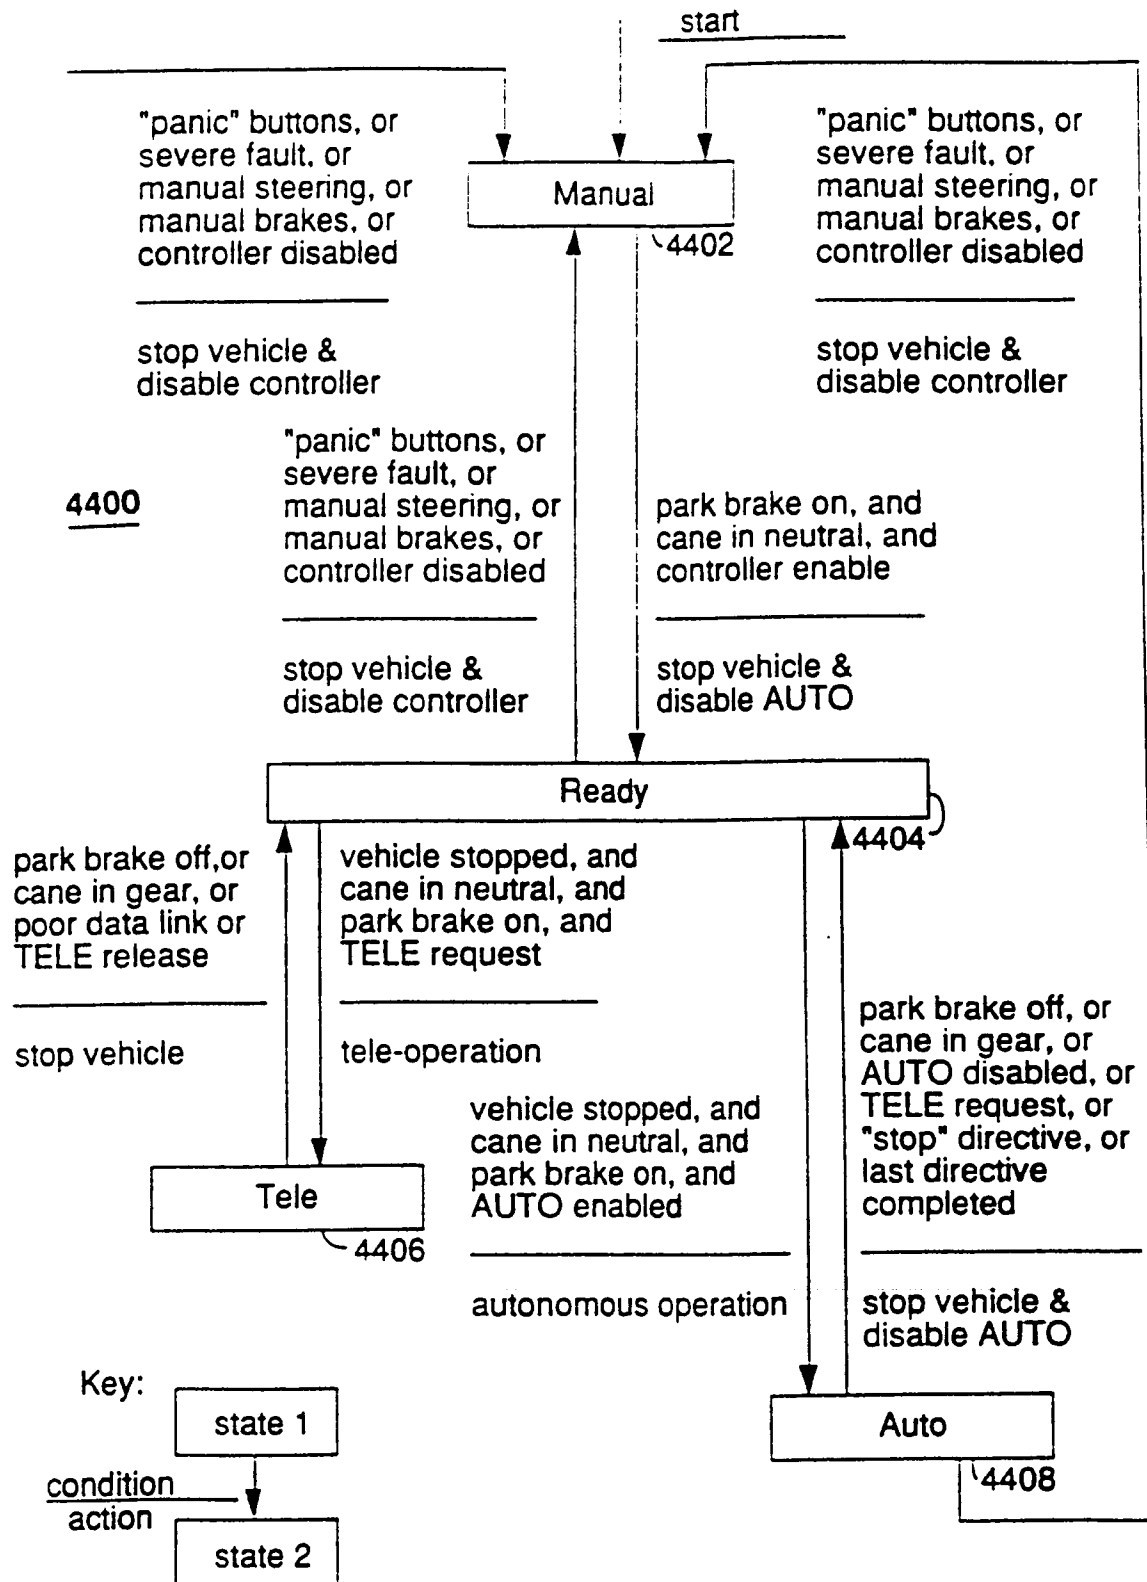 start
"panic" buttons, or
severe fault, or
manual steering, or
manual brakes, or
controller disabled
stop vehicle &
disable controller
Manual
4402
"panic" buttons, or
severe fault, or
manual steering, or
manual brakes, or
controller disabled
stop vehicle &
disable controller
4400
"panic" buttons, or
severe fault, or
manual steering, or
manual brakes, or
controller disabled
stop vehicle &
disable controller
park brake on, and
cane in neutral, and
controller enable
stop vehicle &
disable AUTO
Ready
4404
park brake off,or
cane in gear, or
poor data link or
TELE release
stop vehicle
vehicle stopped, and
cane in neutral, and
park brake on, and
TELE request
tele-operation
Tele
4406
vehicle stopped, and
cane in neutral, and
park brake on, and
AUTO enabled
autonomous operation
park brake off, or
cane in gear, or
AUTO disabled, or
TELE request, or
"stop" directive, or
last directive
completed
stop vehicle &
disable AUTO
Auto
4408
Key:
state 1
condition
action
state 2